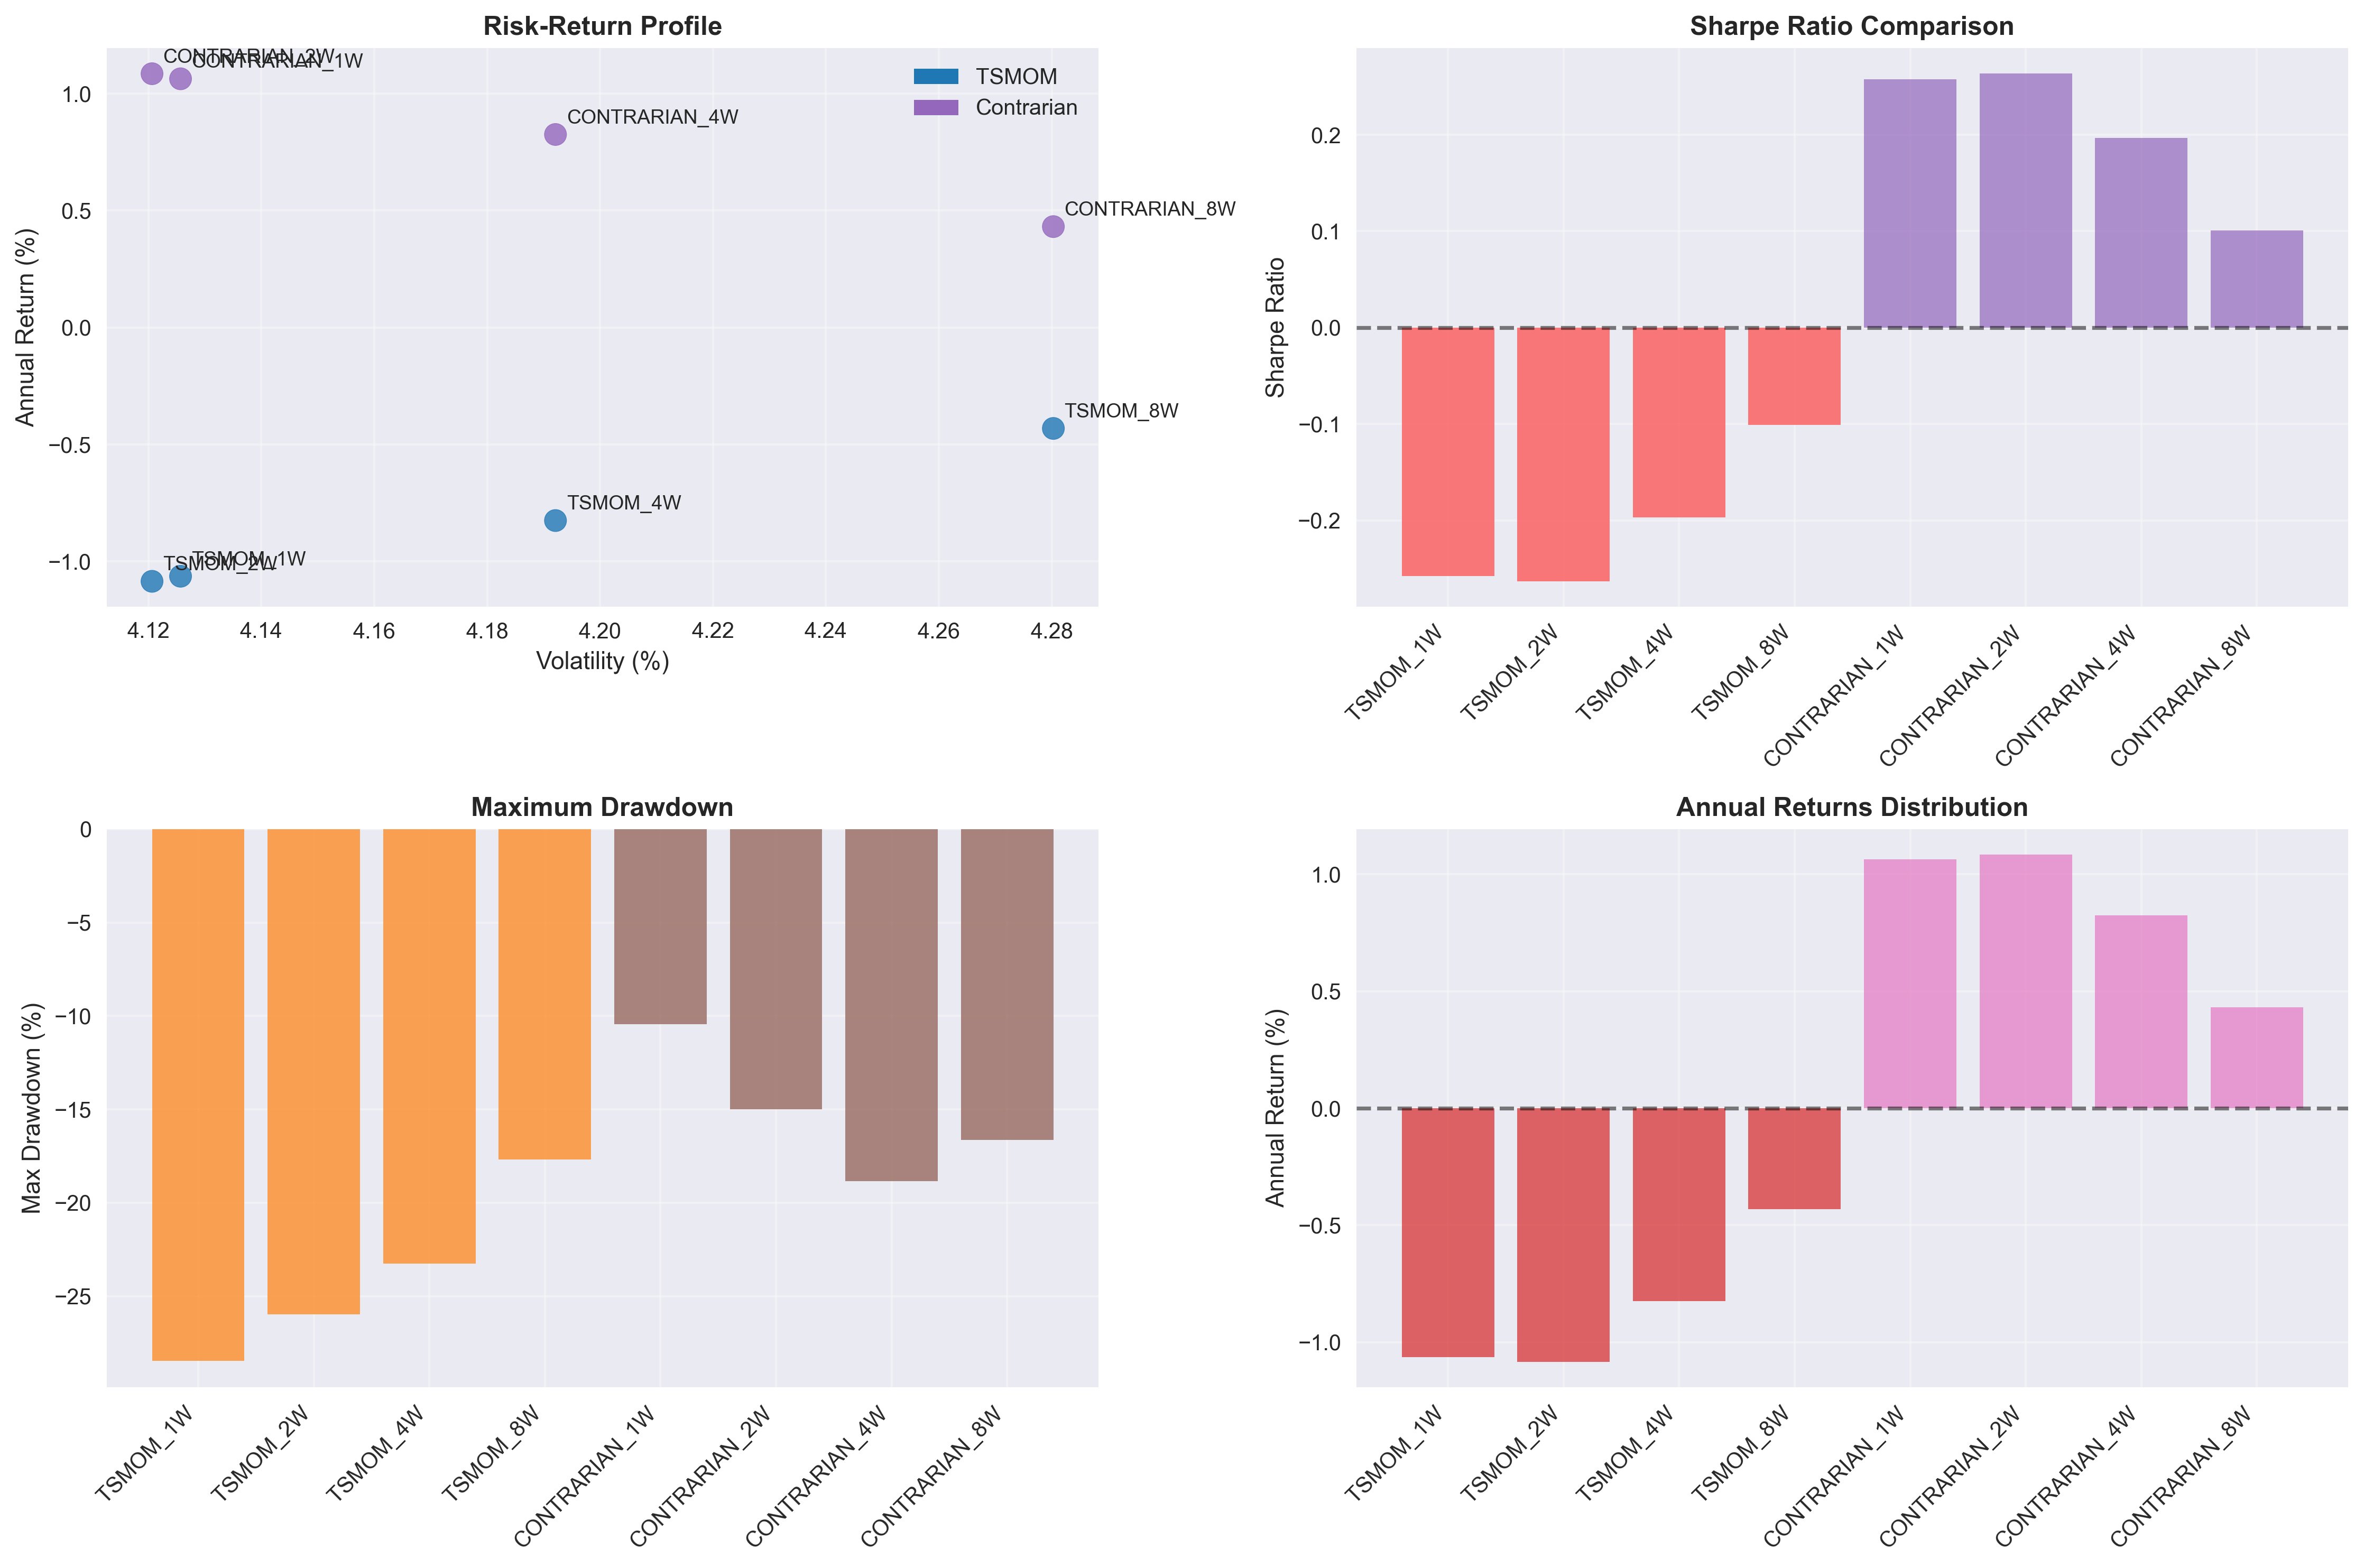 Risk-Return Profile
CONTRARIAN_2W
CONTRARIAN_1W
TSMOM
Contrarian
CONTRARIAN_4W
CONTRARIAN_8W
TSMOM_8W
TSMOM_4W
TSMOM_1W
TSMOM_2W
Annual Return (%)
1.0
0.5
0.0
−0.5
−1.0
4.12 4.14 4.16 4.18 4.20 4.22 4.24 4.26 4.28
Volatility (%)
Sharpe Ratio Comparison
Sharpe Ratio
0.2
0.1
0.0
−0.1
−0.2
TSMOM_1W
TSMOM_2W
TSMOM_4W
TSMOM_8W
CONTRARIAN_1W
CONTRARIAN_2W
CONTRARIAN_4W
CONTRARIAN_8W
Maximum Drawdown
Max Drawdown (%)
0
−5
−10
−15
−20
−25
TSMOM_1W
TSMOM_2W
TSMOM_4W
TSMOM_8W
CONTRARIAN_1W
CONTRARIAN_2W
CONTRARIAN_4W
CONTRARIAN_8W
Annual Returns Distribution
Annual Return (%)
1.0
0.5
0.0
−0.5
−1.0
TSMOM_1W
TSMOM_2W
TSMOM_4W
TSMOM_8W
CONTRARIAN_1W
CONTRARIAN_2W
CONTRARIAN_4W
CONTRARIAN_8W